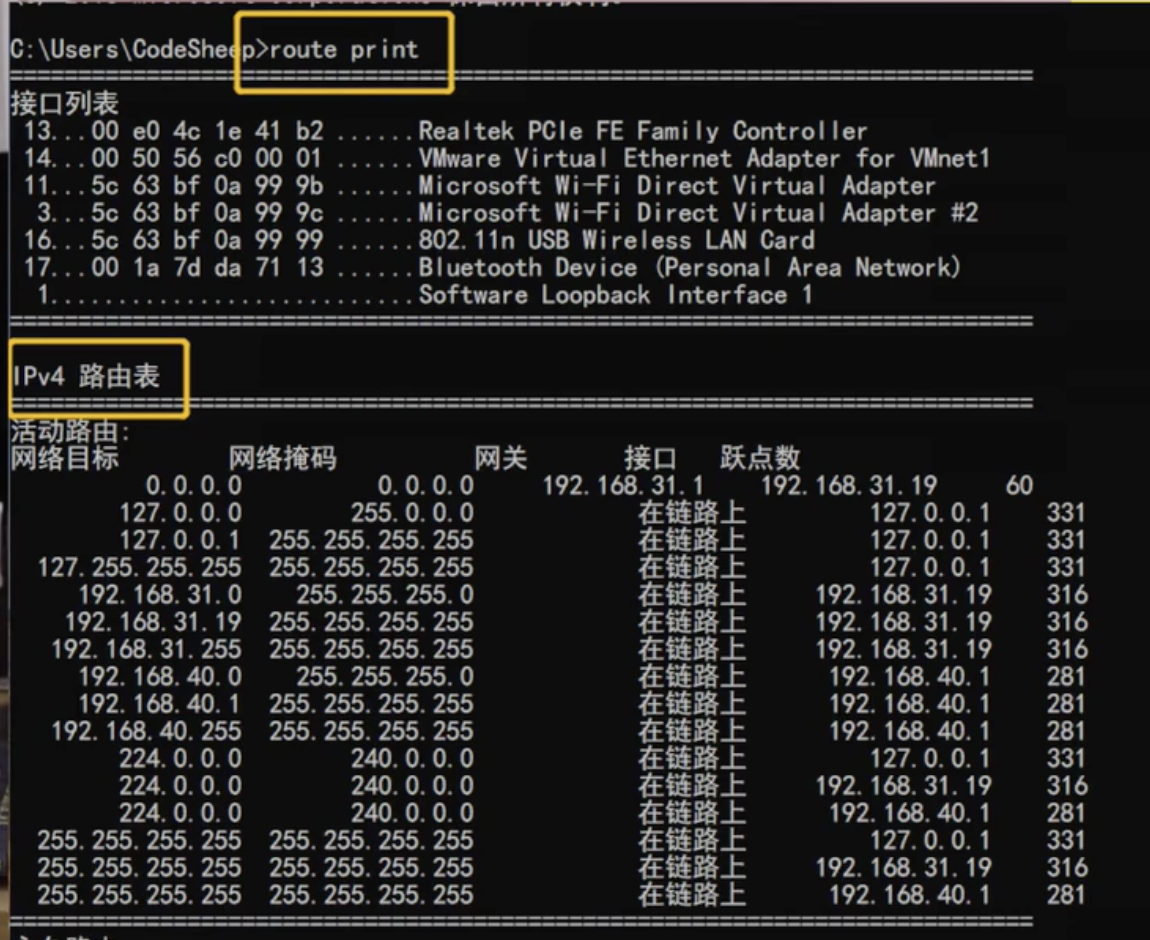 C:\Users\CodeSheep>route print
===========================================================================
接口列表
13...00 e0 4c 1e 41 b2 ......Realtek PCIe FE Family Controller
14...00 50 56 c0 00 01 ......VMware Virtual Ethernet Adapter for VMnet1
11...5c 63 bf 0a 99 9b ......Microsoft Wi-Fi Direct Virtual Adapter
3...5c 63 bf 0a 99 9c ......Microsoft Wi-Fi Direct Virtual Adapter #2
16...5c 63 bf 0a 99 99 ......802.11n USB Wireless LAN Card
17...00 1a 7d da 71 13 ......Bluetooth Device (Personal Area Network)
1...........................Software Loopback Interface 1
===========================================================================
IPv4 路由表
===========================================================================
活动路由:
网络目标 网络掩码 网关 接口 跃点数
0.0.0.0 0.0.0.0 192.168.31.1 192.168.31.19 60
127.0.0.0 255.0.0.0 在链路上 127.0.0.1 331
127.0.0.1 255.255.255.255 在链路上 127.0.0.1 331
127.255.255.255 255.255.255.255 在链路上 127.0.0.1 331
192.168.31.0 255.255.255.0 在链路上 192.168.31.19 316
192.168.31.19 255.255.255.255 在链路上 192.168.31.19 316
192.168.31.255 255.255.255.255 在链路上 192.168.31.19 316
192.168.40.0 255.255.255.0 在链路上 192.168.40.1 281
192.168.40.1 255.255.255.255 在链路上 192.168.40.1 281
192.168.40.255 255.255.255.255 在链路上 192.168.40.1 281
224.0.0.0 240.0.0.0 在链路上 127.0.0.1 331
224.0.0.0 240.0.0.0 在链路上 192.168.31.19 316
224.0.0.0 240.0.0.0 在链路上 192.168.40.1 281
255.255.255.255 255.255.255.255 在链路上 127.0.0.1 331
255.255.255.255 255.255.255.255 在链路上 192.168.31.19 316
255.255.255.255 255.255.255.255 在链路上 192.168.40.1 281
===========================================================================